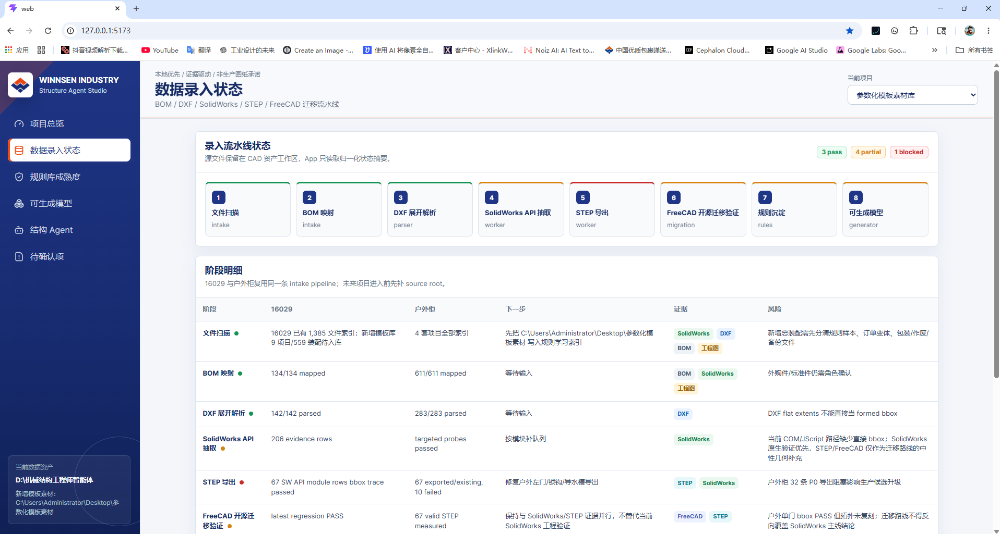 web
127.0.0.1:5173
应用
抖音视频解析下载...
YouTube
翻译
工业设计的未来
Create an Image -...
使用 AI 将像素全自...
客户中心 - XlinkW...
Noiz AI: AI Text to...
中国优质包裹递送...
CEP
Cephalon Cloud...
Google AI Studio
Google Labs: Goo...
所有书签
WINNSEN INDUSTRY
Structure Agent Studio
项目总览
数据录入状态
规则库成熟度
可生成模型
结构 Agent
待确认项
当前数据资产
D:\机械结构工程师智能体
新增模板素材:
C:\Users\Administrator\Desktop\参
数化模板素材
本地优先 / 证据驱动 / 非生产图纸承诺
数据录入状态
BOM / DXF / SolidWorks / STEP / FreeCAD 迁移流水线
当前项目
参数化模板素材库
录入流水线状态
源文件保留在 CAD 资产工作区，App 只读取归一化状态摘要。
3 pass
4 partial
1 blocked
1
文件扫描
intake
2
BOM 映射
intake
3
DXF 展开解析
parser
4
SolidWorks API 抽取
worker
5
STEP 导出
worker
6
FreeCAD 开源迁移验证
migration
7
规则沉淀
rules
8
可生成模型
generator
阶段明细
16029 与户外柜复用同一条 intake pipeline；未来项目进入前先补 source root。
阶段 16029 户外柜 下一步 证据 风险
文件扫描
16029 已有 1,385 文件索引；新增模板库
9 项目/559 装配待入库
4 套项目全部索引
先把 C:\Users\Administrator\Desktop\参数化模
板素材 写入规则学习索引
SolidWorks DXF
BOM 工程图
新增总装配需先分清规则样本、订单变体、包装/作废/
备份文件
BOM 映射
134/134 mapped
611/611 mapped
等待输入
BOM SolidWorks
工程图
外购件/标准件仍需角色确认
DXF 展开解析
142/142 parsed
283/283 parsed
等待输入
DXF
DXF flat extents 不能直接当 formed bbox
SolidWorks API
抽取
206 evidence rows
targeted probes
passed
按模块补队列
SolidWorks
当前 COM/JScript 路径缺少直接 bbox；SolidWorks
原生验证优先，STEP/FreeCAD 仅作为迁移路线的中
性几何补充
STEP 导出
67 SW API module rows bbox trace
passed
67 exported/existing,
10 failed
修复户外左门/锁钩/导水槽导出
STEP SolidWorks
户外柜 32 条 P0 导出阻塞影响生产候选升级
FreeCAD 开源迁
移验证
latest regression PASS
67 valid STEP
measured
保持与 SolidWorks/STEP 证据并行，不替代当前
SolidWorks 工程验证
FreeCAD STEP
户外单门 bbox PASS 但拓扑未复刻；迁移路线不得反
向覆盖 SolidWorks 主线结论